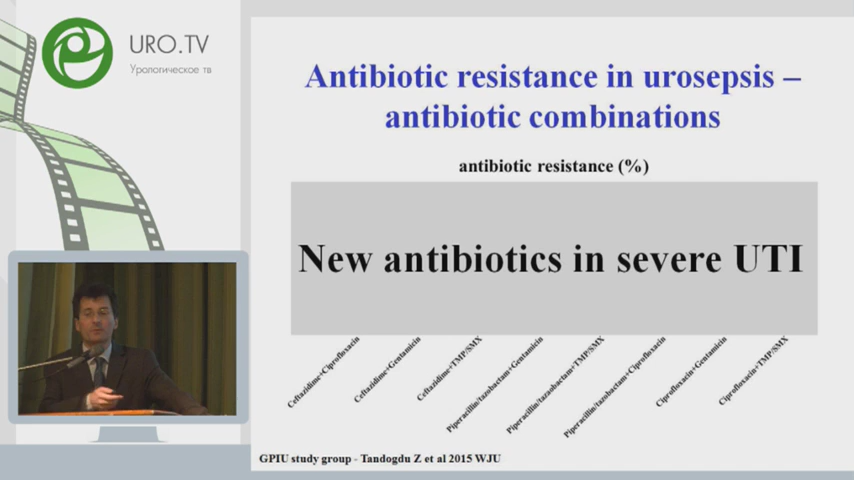 URO.TV
Урологическое тв
Antibiotic resistance in urosepsis –
antibiotic combinations
antibiotic resistance (%)
New antibiotics in severe UTI
Ceftazidime+Ciprofloxacin
Ceftazidime+Gentamicin
Ceftazidime+TMP/SMX
Piperacillin/tazobactam+Gentamicin
Piperacillin/tazaobactam+TMP/SMX
Piperacillin/tazobactam+Ciprofloxacin
Ciprofloxacin+Gentamicin
Ciprofloxacin+TMP/SMX
GPIU study group - Tandogdu Z et al 2015 WJU